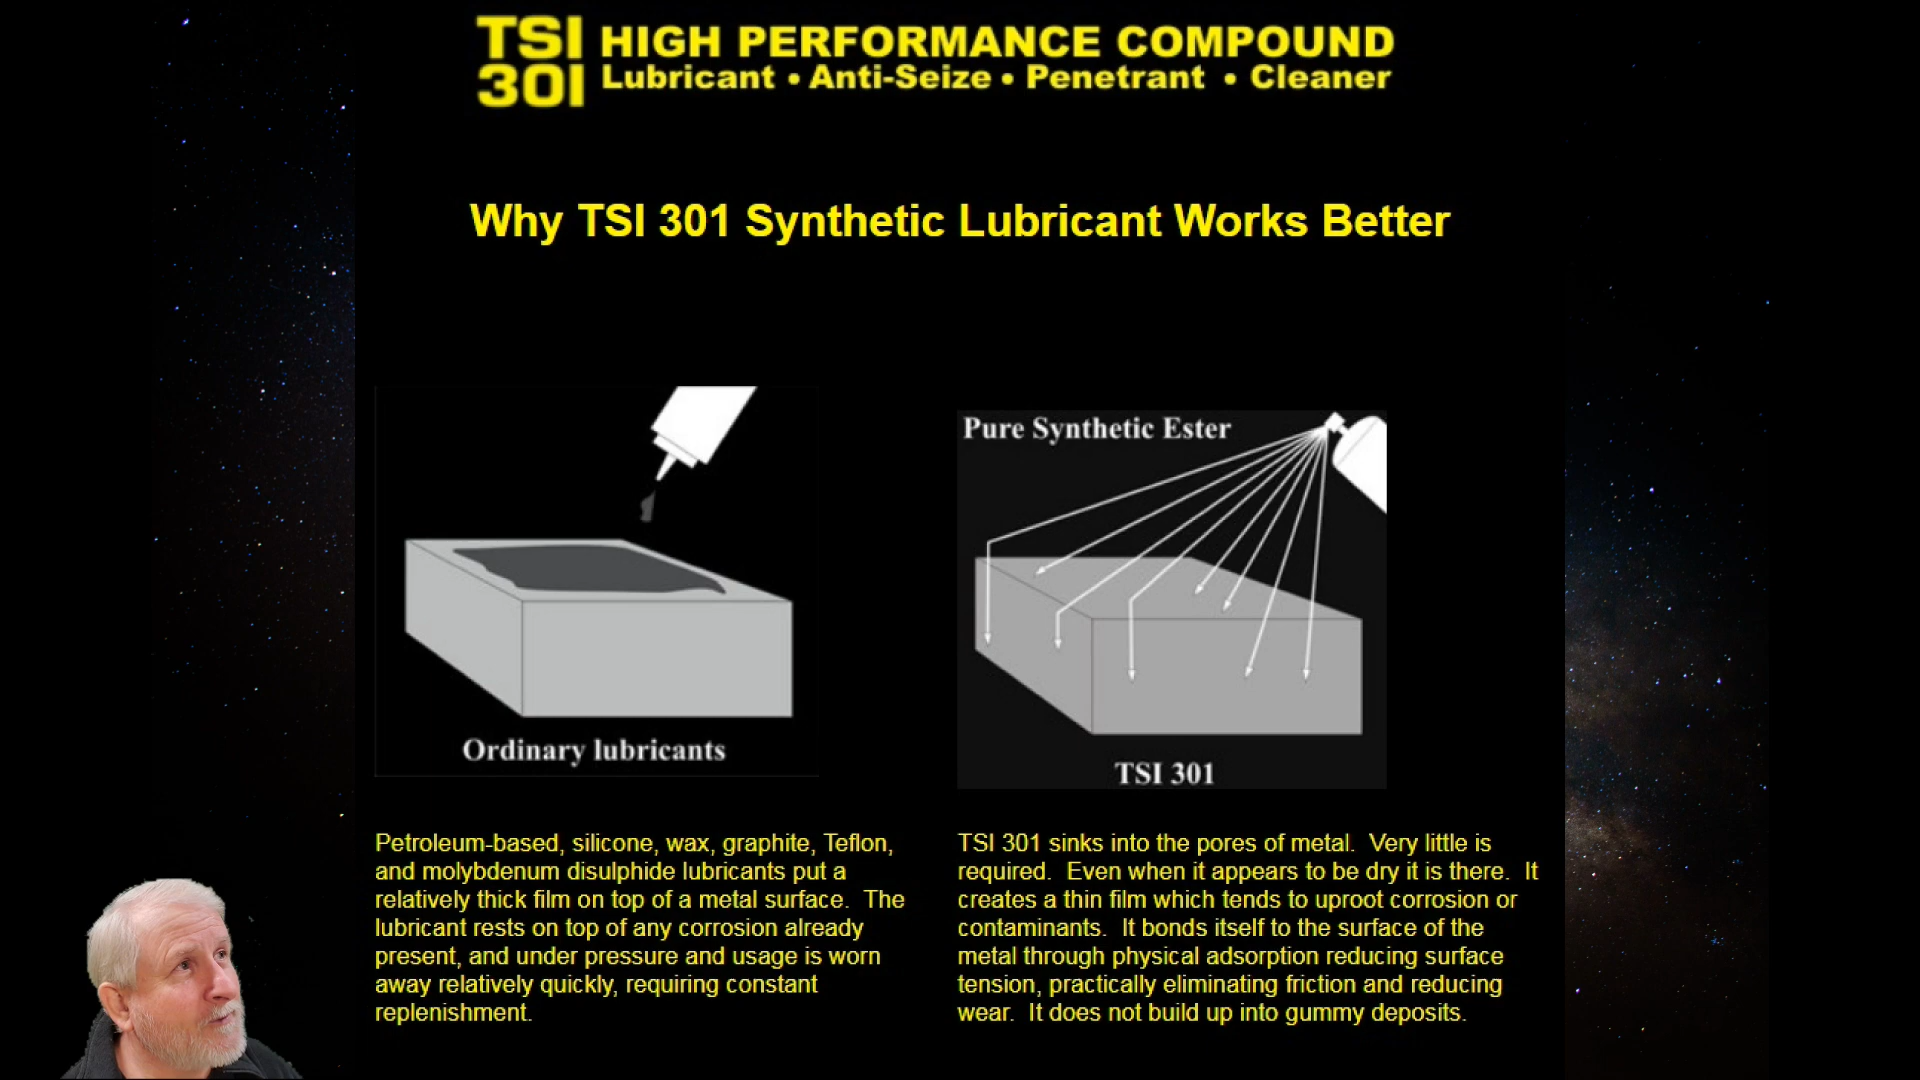 TSI
301
HIGH PERFORMANCE COMPOUND
Lubricant • Anti-Seize • Penetrant • Cleaner
Why TSI 301 Synthetic Lubricant Works Better
Ordinary lubricants
Petroleum-based, silicone, wax, graphite, Teflon,
and molybdenum disulphide lubricants put a
relatively thick film on top of a metal surface.  The
lubricant rests on top of any corrosion already
present, and under pressure and usage is worn
away relatively quickly, requiring constant
replenishment.
Pure Synthetic Ester
TSI 301
TSI 301 sinks into the pores of metal.  Very little is
required.  Even when it appears to be dry it is there.  It
creates a thin film which tends to uproot corrosion or
contaminants.  It bonds itself to the surface of the
metal through physical adsorption reducing surface
tension, practically eliminating friction and reducing
wear.  It does not build up into gummy deposits.